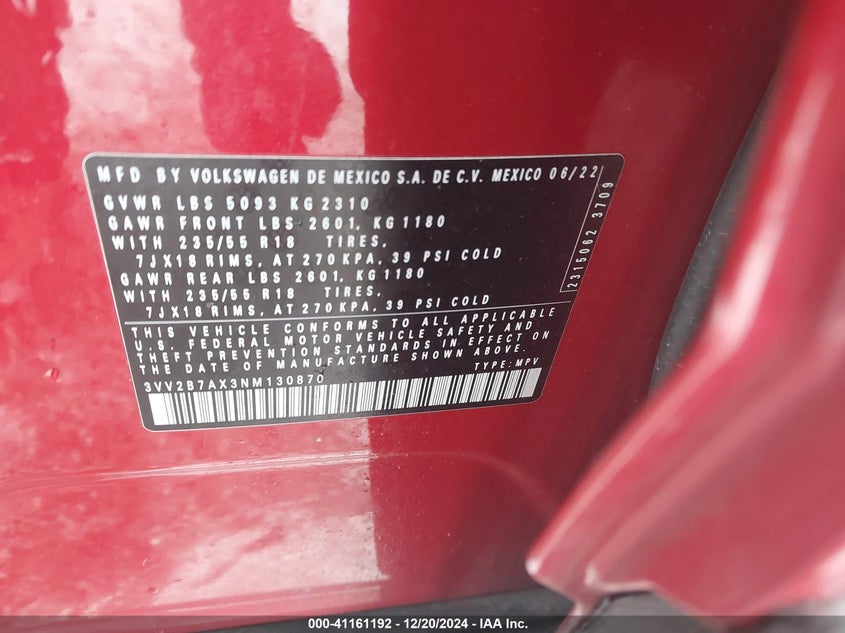 MFD BY VOLKSWAGEN DE MEXICO S.A. DE C.V. MEXICO 06/22
GVWR LBS 5093 KG 2310
GAWR FRONT LBS 2601, KG 1180
WITH 235/55 R18 TIRES,
7JX18 RIMS, AT 270 KPA, 39 PSI COLD
GAWR REAR LBS 2601, KG 1180
WITH 235/55 R18 TIRES,
7JX18 RIMS, AT 270 KPA, 39 PSI COLD
THIS VEHICLE CONFORMS TO ALL APPLICABLE
U.S. FEDERAL MOTOR VEHICLE SAFETY AND
THEFT PREVENTION STANDARDS IN EFFECT ON
THE DATE OF MANUFACTURE SHOWN ABOVE.
3VV2B7AX3NM130870 TYPE: MPV
2315062 3709
000-41161192 - 12/20/2024 - IAA Inc.